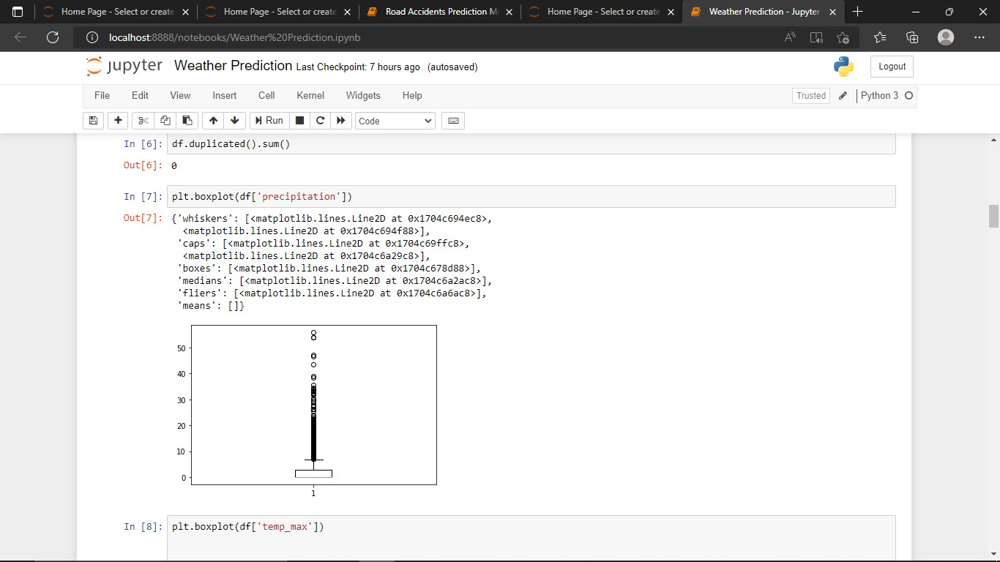 Home Page - Select or create
Home Page - Select or create
Road Accidents Prediction M
Home Page - Select or create
Weather Prediction - Jupyter
localhost:8888/notebooks/Weather%20Prediction.ipynb
jupyter Weather Prediction Last Checkpoint: 7 hours ago (autosaved)
Logout
File Edit View Insert Cell Kernel Widgets Help
Trusted Python 3
Run Code
In [6]: df.duplicated().sum()
Out[6]: 0
In [7]: plt.boxplot(df['precipitation'])
Out[7]: {'whiskers': [<matplotlib.lines.Line2D at 0x1704c694ec8>,
<matplotlib.lines.Line2D at 0x1704c694f88>],
'caps': [<matplotlib.lines.Line2D at 0x1704c69ffc8>,
<matplotlib.lines.Line2D at 0x1704c6a29c8>],
'boxes': [<matplotlib.lines.Line2D at 0x1704c678d88>],
'medians': [<matplotlib.lines.Line2D at 0x1704c6a2ac8>],
'fliers': [<matplotlib.lines.Line2D at 0x1704c6a6ac8>],
'means': []}
50
40
30
20
10
0
1
In [8]: plt.boxplot(df['temp_max'])